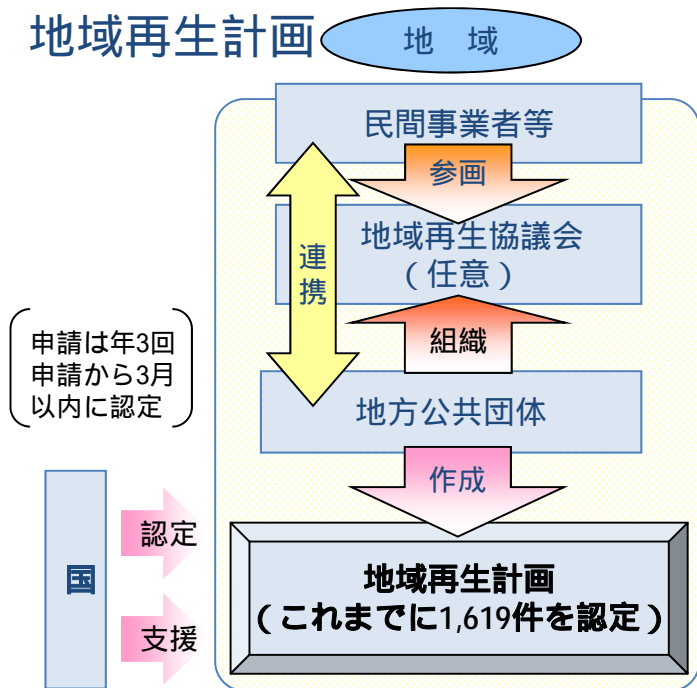 地域再生計画
地 域
民間事業者等
参画
地域再生協議会
(任意)
連携
組織
申請は年3回
申請から3月
以内に認定
地方公共団体
作成
国
認定
支援
地域再生計画
(これまでに1,619件を認定)